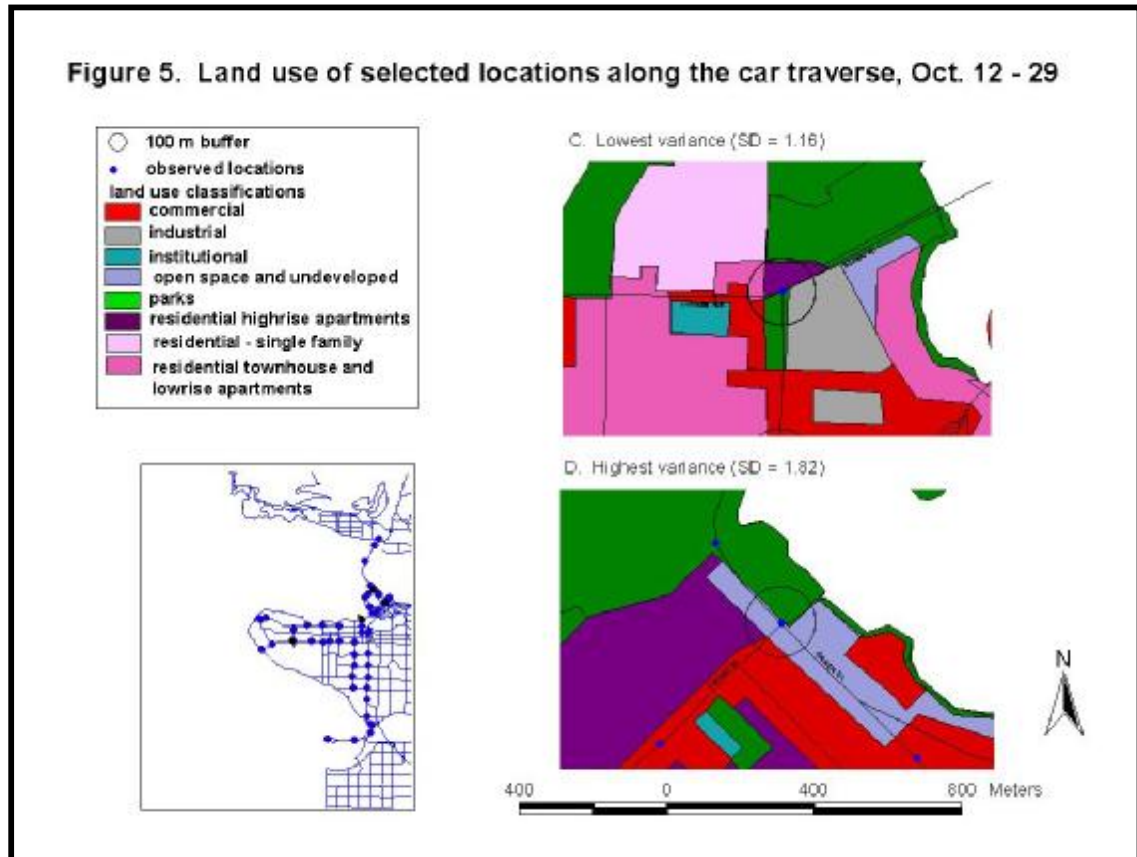 Figure 5. Land use of selected locations along the car traverse, Oct. 12 - 29
100 m buffer
observed locations
land use classifications
commercial
industrial
institutional
open space and undeveloped
parks
residential highrise apartments
residential - single family
residential townhouse and
lowrise apartments
C. Lowest variance (SD = 1.16)
D. Highest variance (SD = 1.82)
N
400 0 400 800 Meters